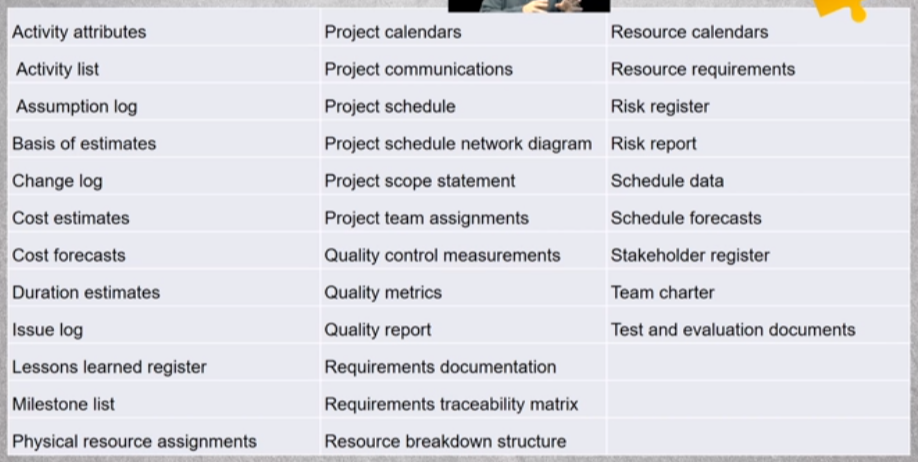 Activity attributes
Project calendars
Resource calendars
Activity list
Project communications
Resource requirements
Assumption log
Project schedule
Risk register
Basis of estimates
Project schedule network diagram
Risk report
Change log
Project scope statement
Schedule data
Cost estimates
Project team assignments
Schedule forecasts
Cost forecasts
Quality control measurements
Stakeholder register
Duration estimates
Quality metrics
Team charter
Issue log
Quality report
Test and evaluation documents
Lessons learned register
Requirements documentation
Milestone list
Requirements traceability matrix
Physical resource assignments
Resource breakdown structure